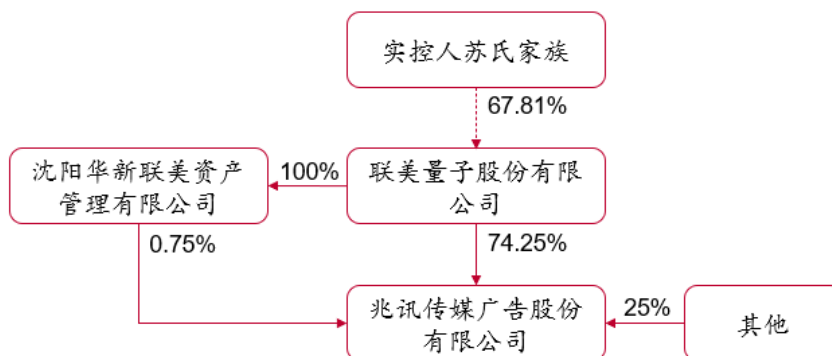 实控人苏氏家族
67.81%
沈阳华新联美资产
管理有限公司
100%
联美量子股份有限
公司
0.75%
74.25%
兆讯传媒广告股份
有限公司
25%
其他